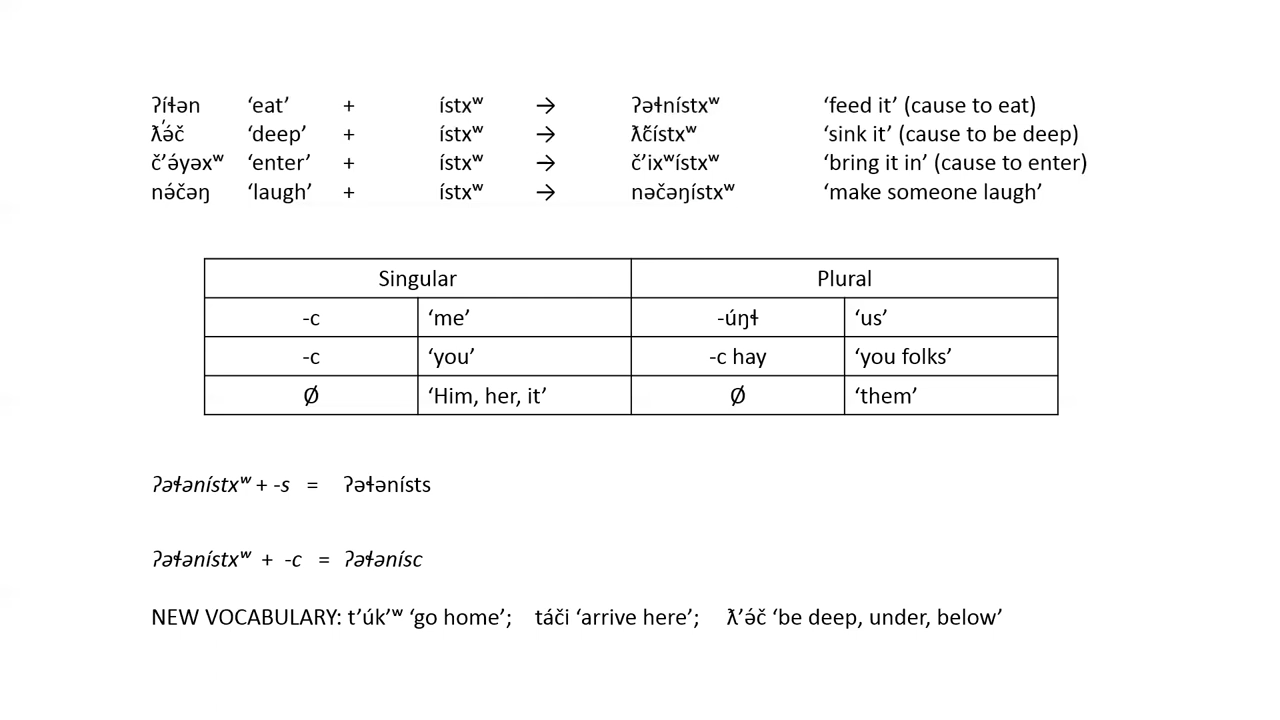 ʔíɬən ‘eat’ + ístxʷ → ʔəɬnístxʷ ‘feed it’ (cause to eat)
ƛ̓ə́č ‘deep’ + ístxʷ → ƛ̓čístxʷ ‘sink it’ (cause to be deep)
č’ə́yəxʷ ‘enter’ + ístxʷ → č’ixʷístxʷ ‘bring it in’ (cause to enter)
nə́čəŋ ‘laugh’ + ístxʷ → nəčəŋístxʷ ‘make someone laugh’
Singular Plural
-c ‘me’ -úŋɬ ‘us’
-c ‘you’ -c hay ‘you folks’
Ø ‘Him, her, it’ Ø ‘them’
ʔəɬənístxʷ + -s = ʔəɬənísts
ʔəɬənístxʷ + -c = ʔəɬənísc
NEW VOCABULARY: t’úk’ʷ ‘go home’; táči ‘arrive here’; ƛ’ə́č ‘be deep, under, below’